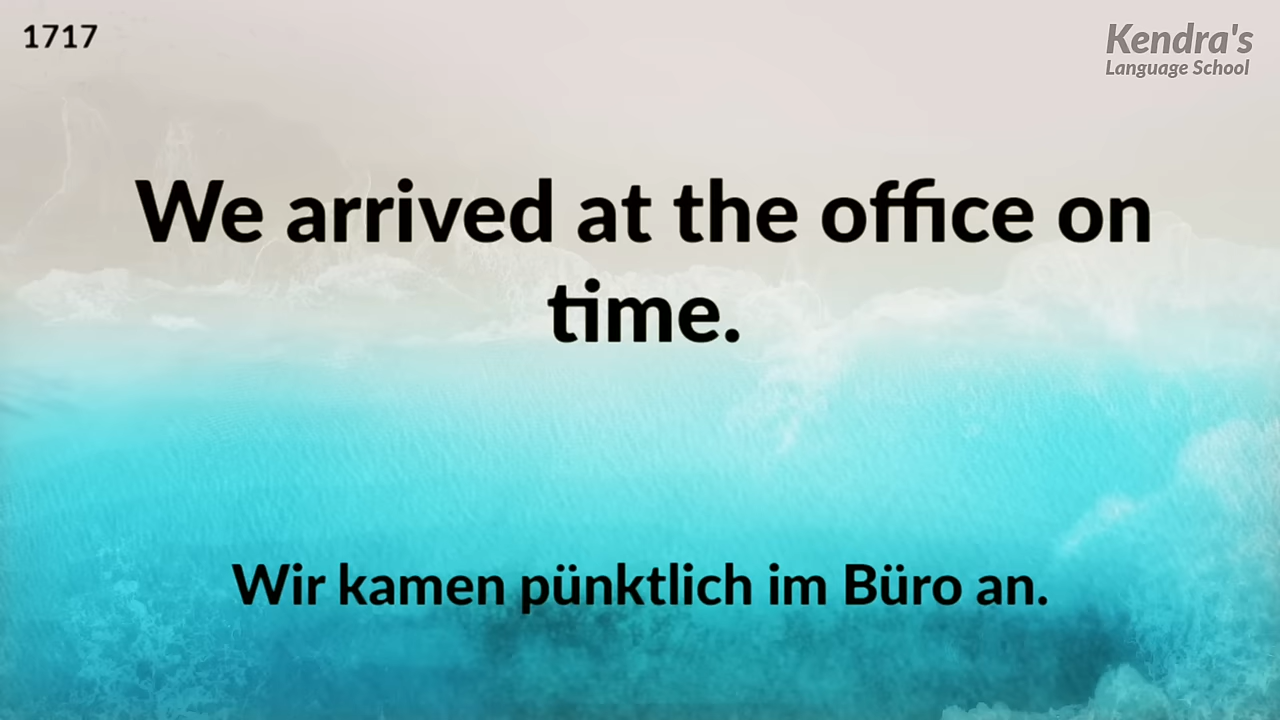 1717
Kendra's
Language School
We arrived at the office on
time.
Wir kamen pünktlich im Büro an.